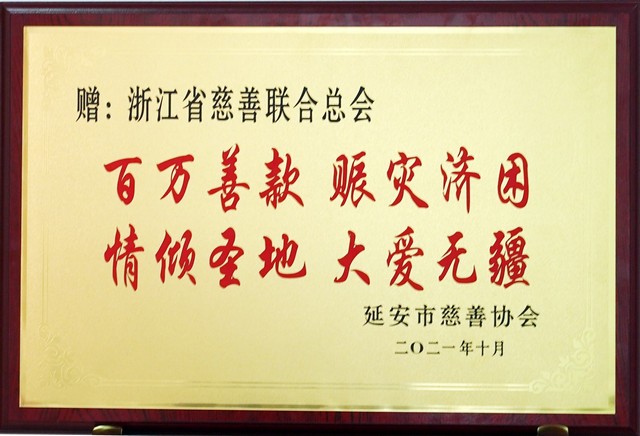 赠：浙江省慈善联合总会
百万善款 赈灾济困
情倾圣地 大爱无疆
延安市慈善协会
二〇二一年十月